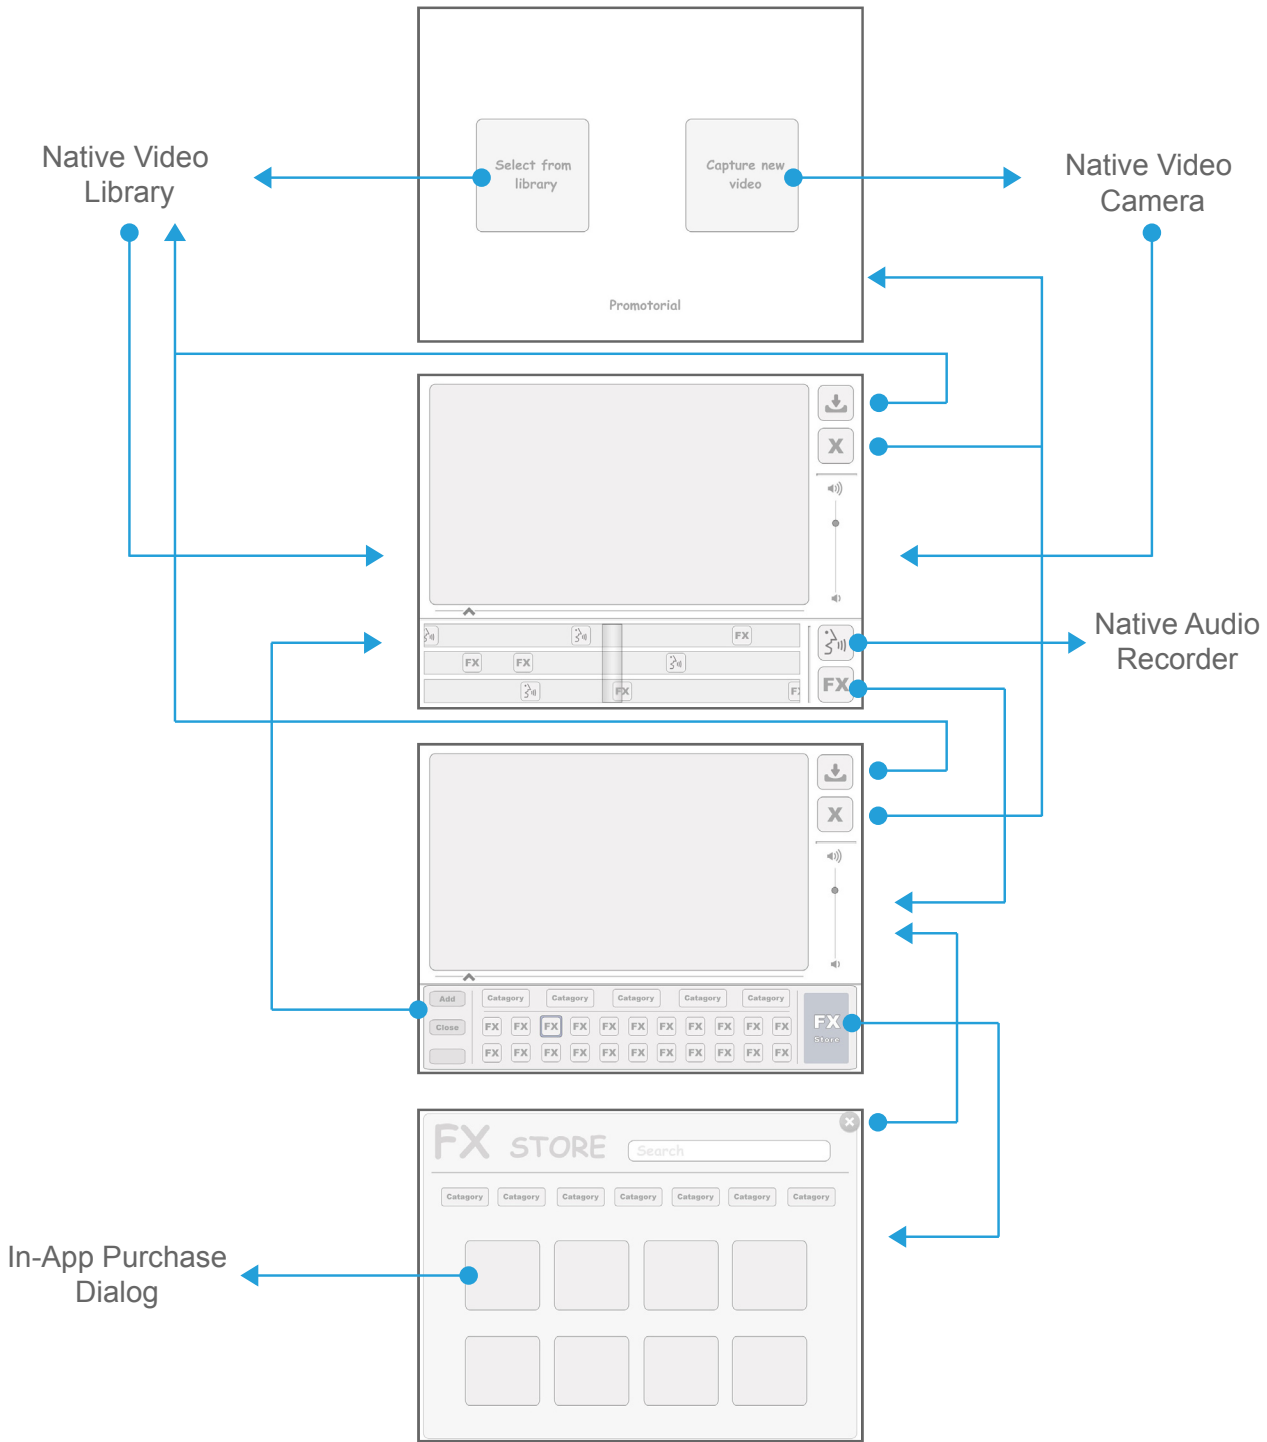 Native Video
Library
Select from
library
Capture new
video
Native Video
Camera
Promotorial
X
FX
FX FX
FX
FX
FX
Native Audio
Recorder
X
Add
Catagory Catagory Catagory Catagory Catagory
Close
FX FX FX FX FX FX FX FX FX FX FX
FX FX FX FX FX FX FX FX FX FX FX
FX
Store
FX STORE
Search
Catagory Catagory Catagory Catagory Catagory Catagory Catagory
In-App Purchase
Dialog